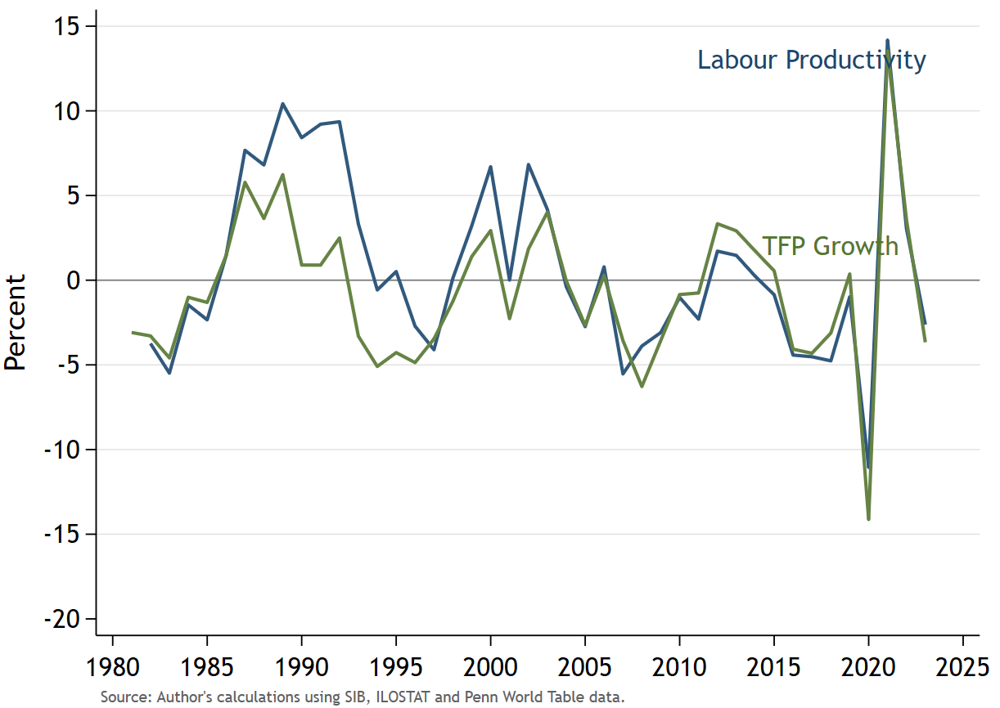 15
Labour Productivity
10
5
TFP Growth
0
Percent
-5
-10
-15
-20
1980 1985 1990 1995 2000 2005 2010 2015 2020 2025
Source: Author's calculations using SIB, ILOSTAT and Penn World Table data.